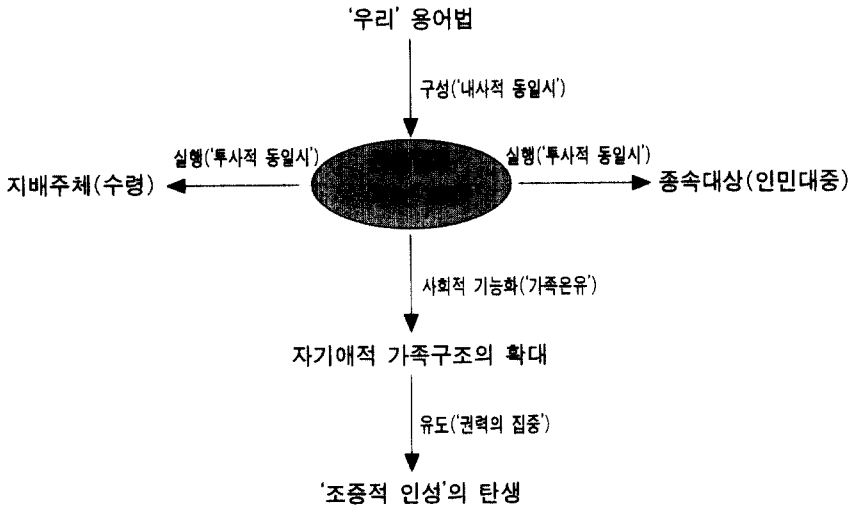 '우리' 용어법
구성('내사적 동일시')
실행('투사적 동일시')
실행('투사적 동일시')
지배주체(수령)
종속대상(인민대중)
사회적 기능화('가족은유')
자기애적 가족구조의 확대
유도('권력의 집중')
'조증적 인성'의 탄생